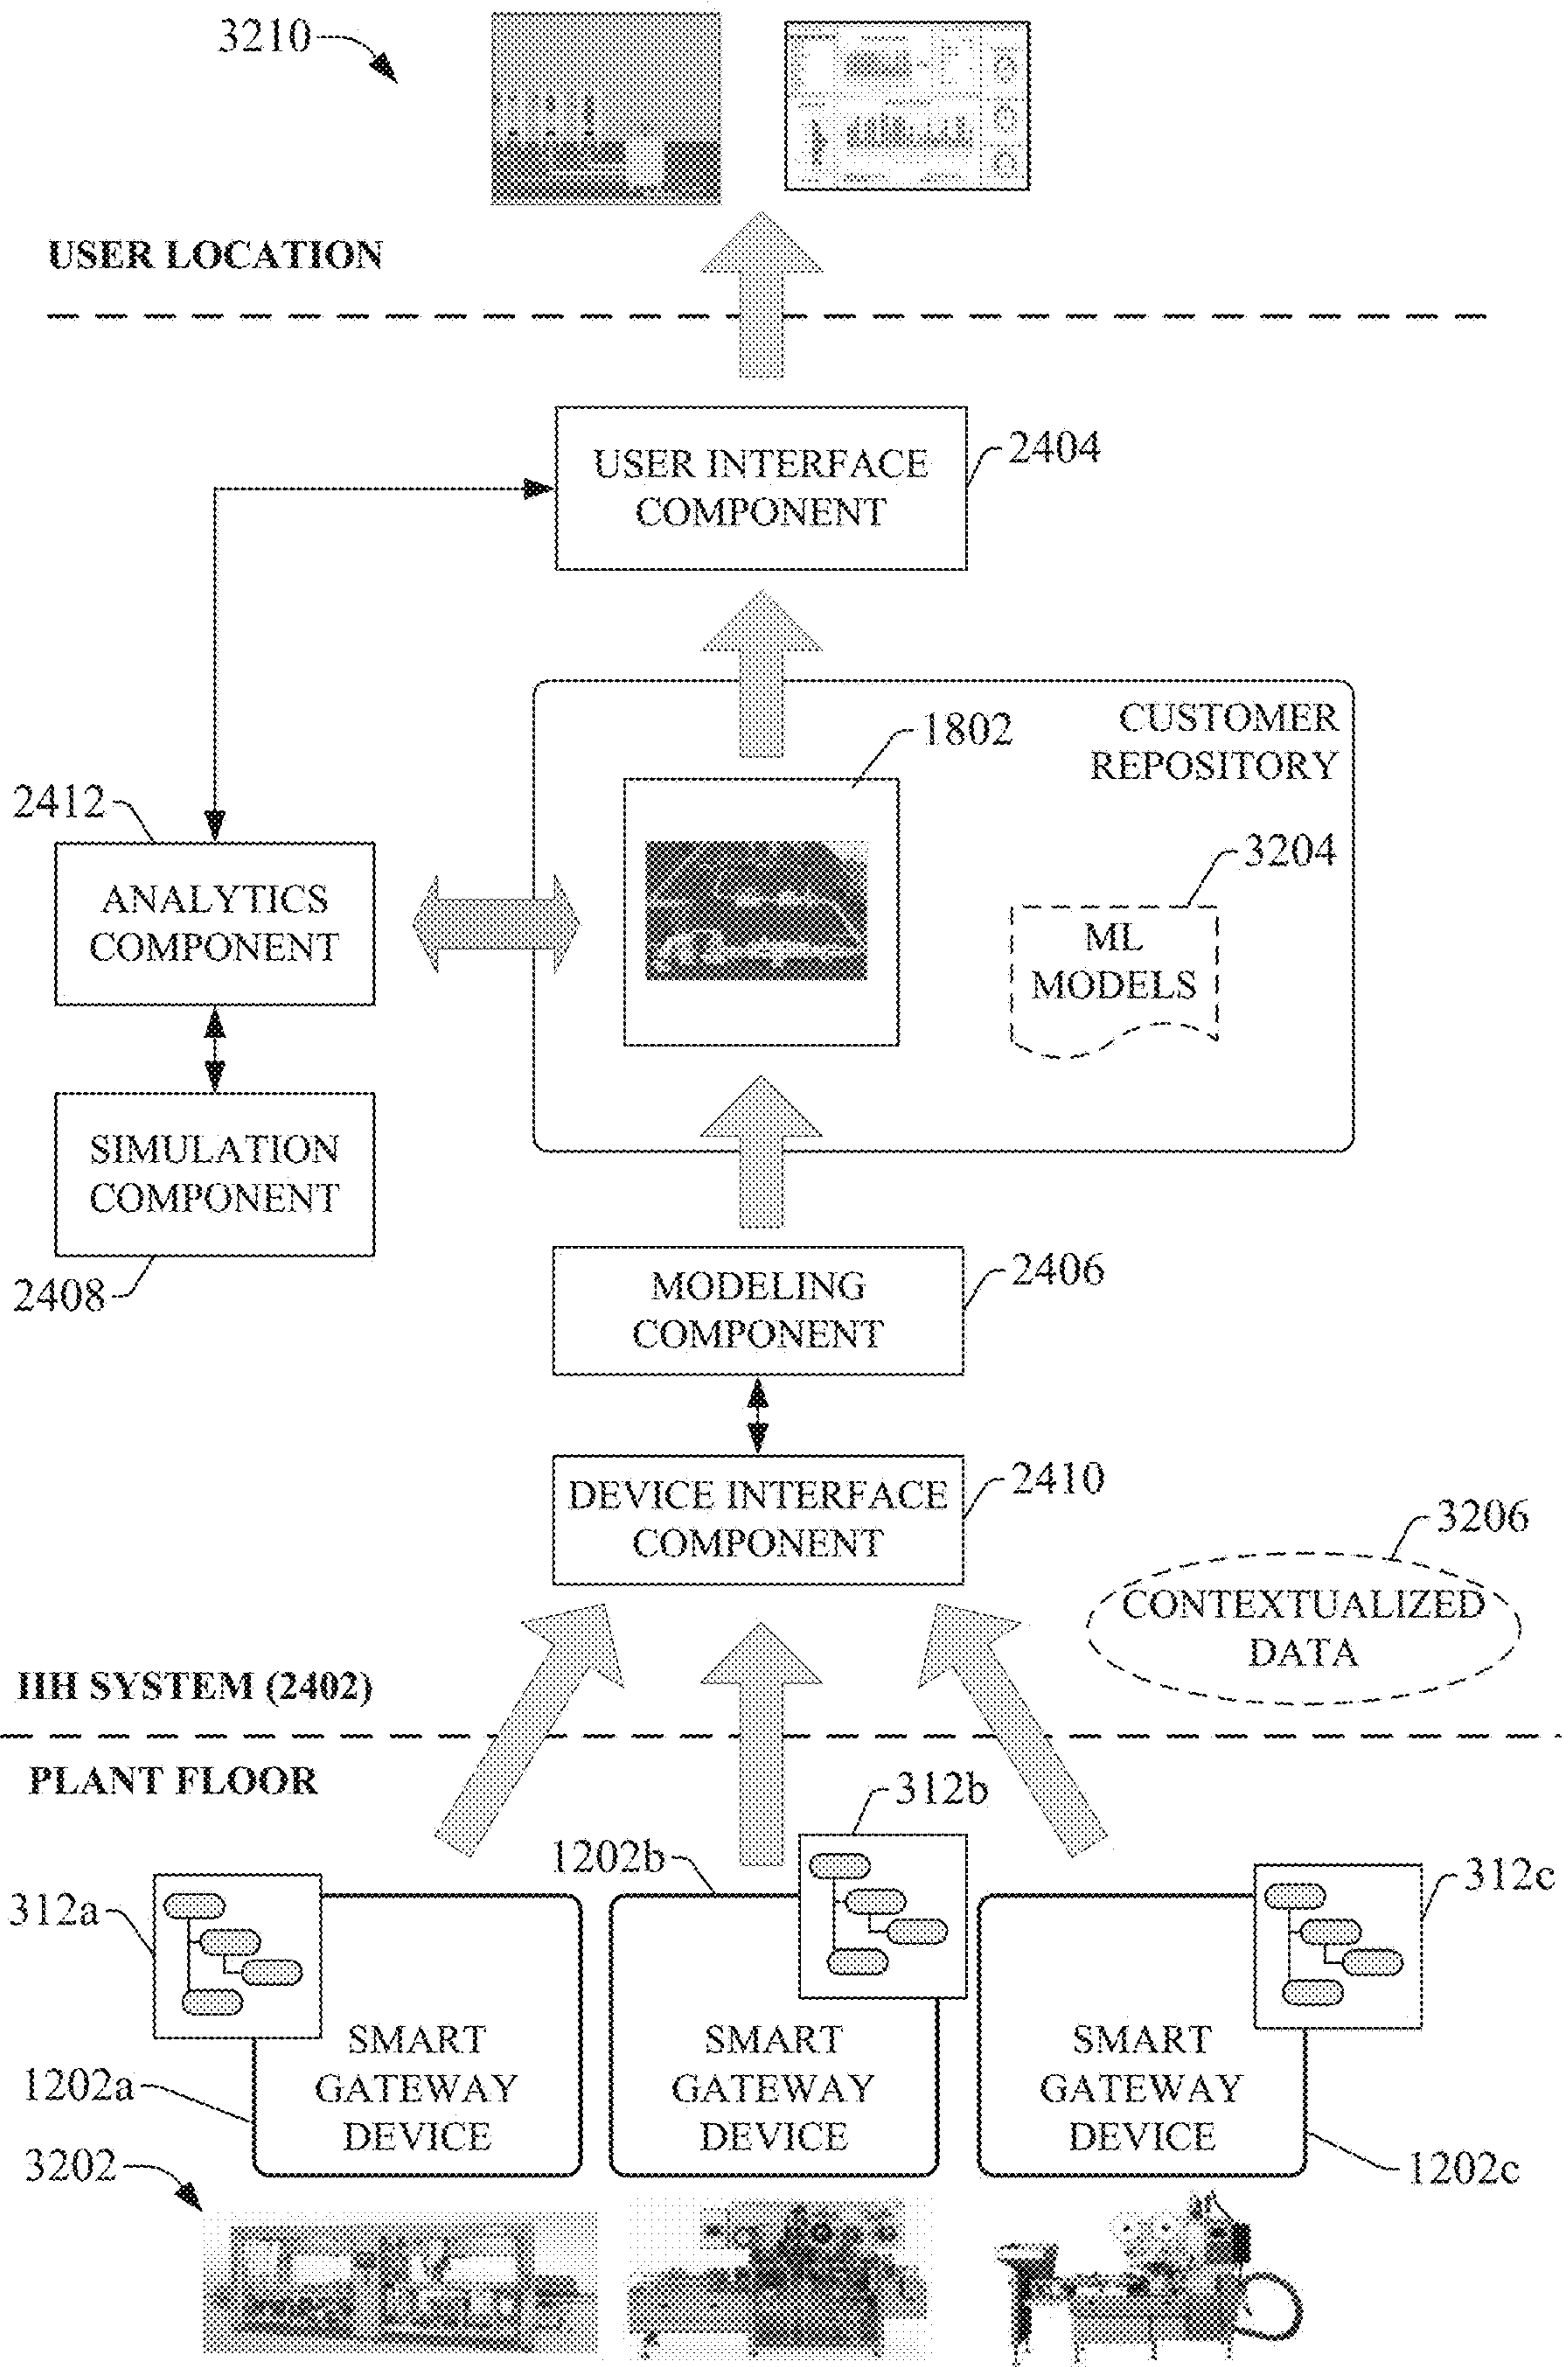 3210
USER LOCATION
USER INTERFACE
COMPONENT
2404
CUSTOMER
REPOSITORY
1802
2412
ANALYTICS
COMPONENT
3204
ML
MODELS
SIMULATION
COMPONENT
2408
MODELING
COMPONENT
2406
DEVICE INTERFACE
COMPONENT
2410
3206
CONTEXTUALIZED
DATA
IIH SYSTEM (2402)
PLANT FLOOR
312b
1202b
312a
312c
SMART
GATEWAY
DEVICE
SMART
GATEWAY
DEVICE
SMART
GATEWAY
DEVICE
1202a
3202
1202c